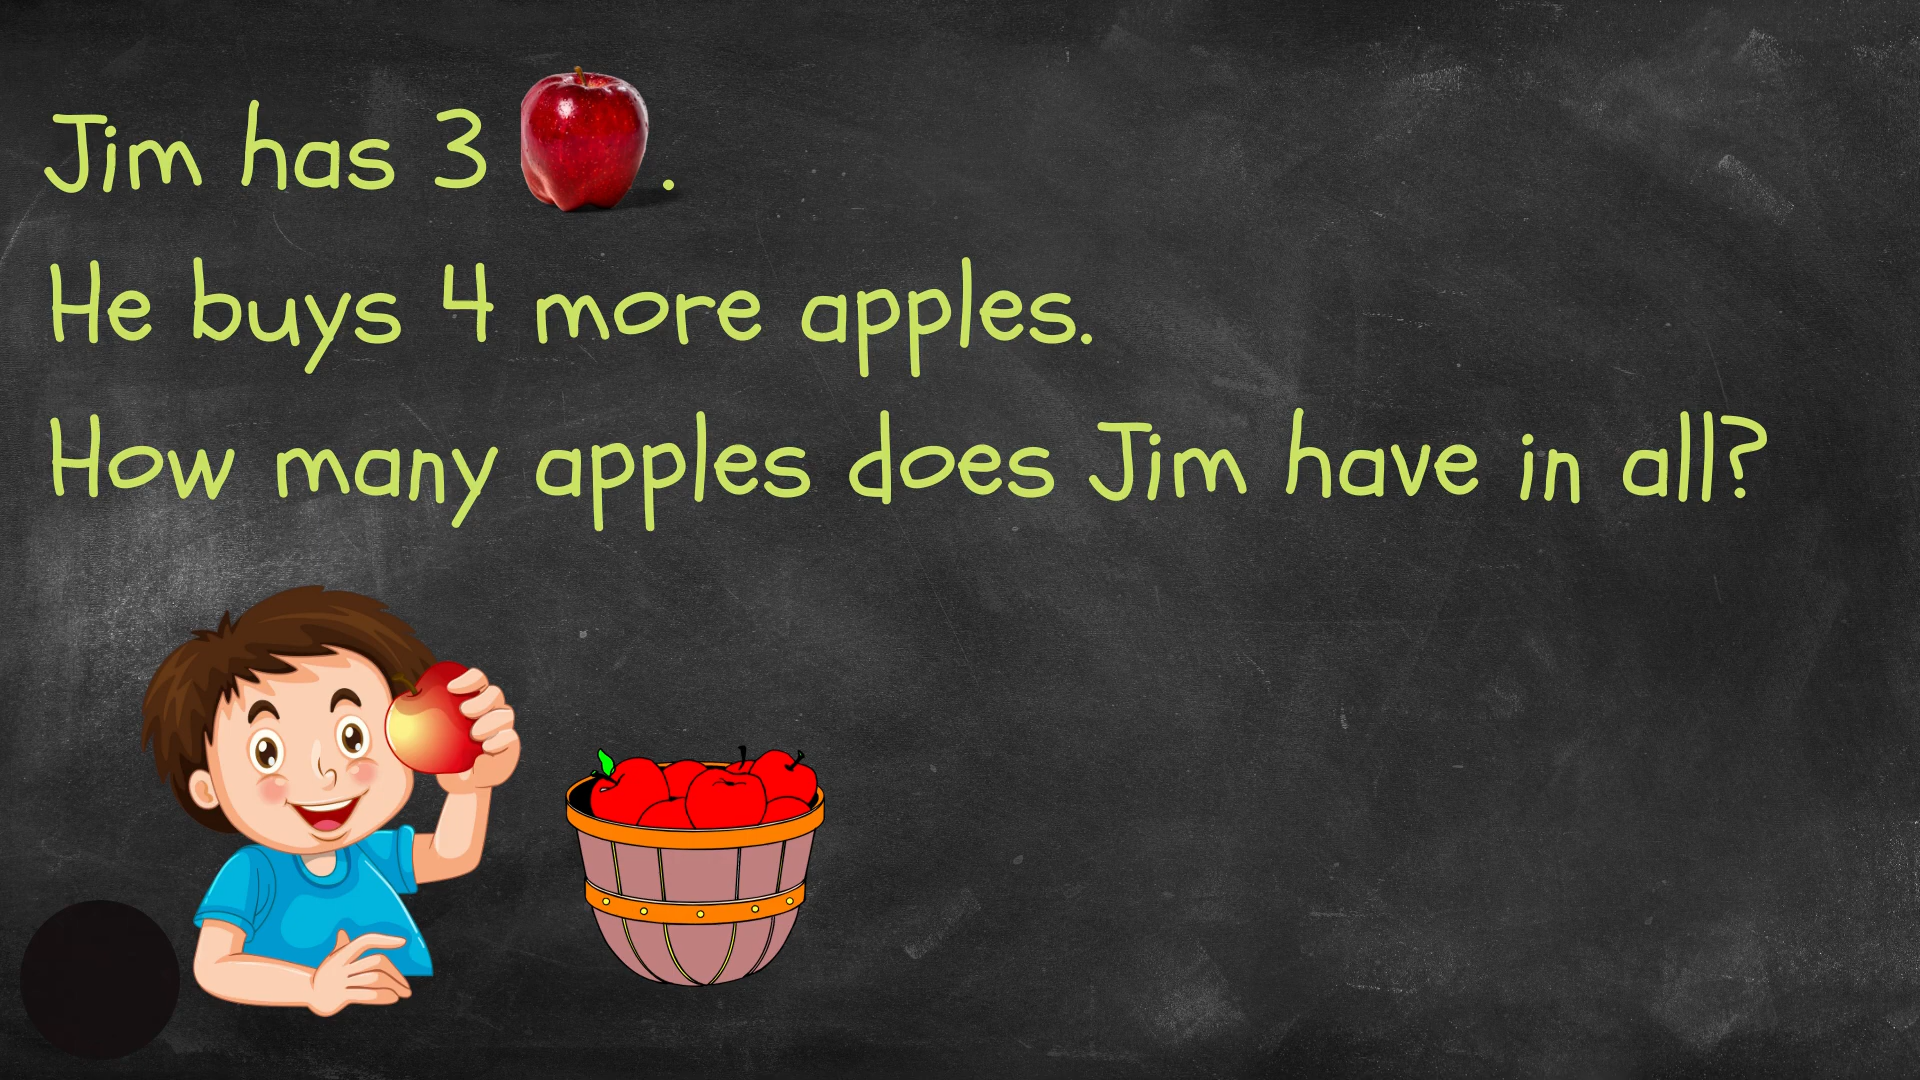 Jim has 3 .
He buys 4 more apples.
How many apples does Jim have in all?